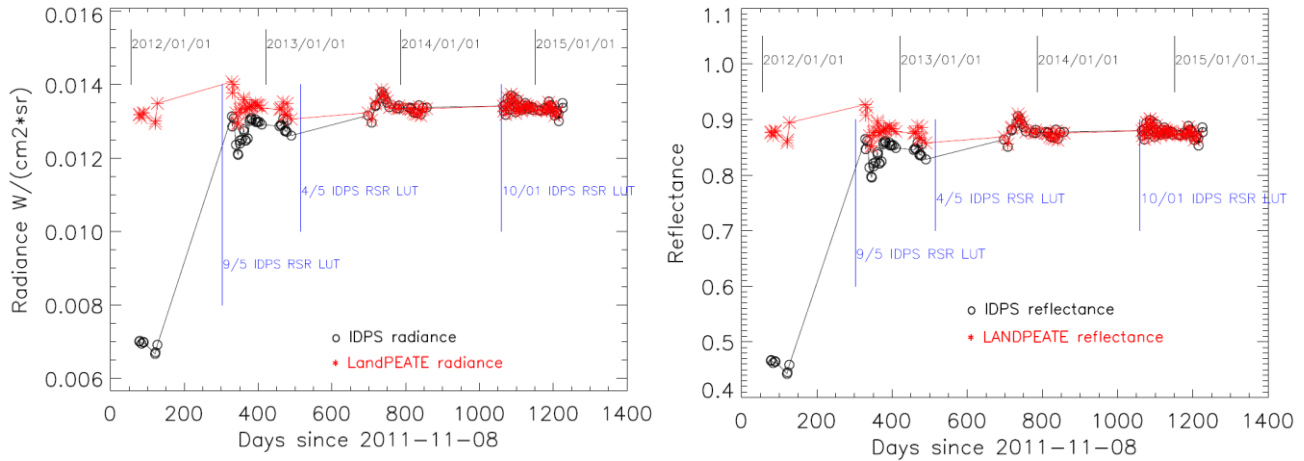 0.016
0.014
0.012
0.010
0.008
0.006
Radiance W/(cm2*sr)
2012/01/01
2013/01/01
2014/01/01
2015/01/01
4/5 IDPS RSR LUT
10/01 IDPS RSR LUT
9/5 IDPS RSR LUT
IDPS radiance
LandPEATE radiance
0 200 400 600 800 1000 1200 1400
Days since 2011-11-08
1.1
1.0
0.9
0.8
0.7
0.6
0.5
0.4
Reflectance
2012/01/01
2013/01/01
2014/01/01
2015/01/01
4/5 IDPS RSR LUT
10/01 IDPS RSR LUT
9/5 IDPS RSR LUT
IDPS reflectance
LANDPEATE reflectance
0 200 400 600 800 1000 1200 1400
Days since 2011-11-08